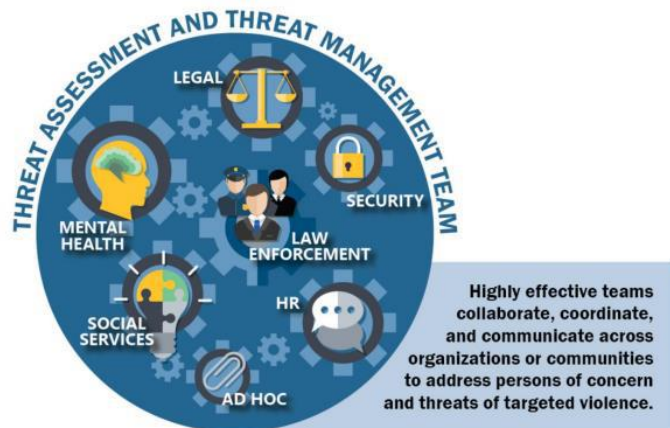 THREAT ASSESSMENT AND THREAT MANAGEMENT TEAM
LEGAL
SECURITY
MENTAL
HEALTH
LAW
ENFORCEMENT
HR
SOCIAL
SERVICES
AD HOC
Highly effective teams
collaborate, coordinate,
and communicate across
organizations or communities
to address persons of concern
and threats of targeted violence.